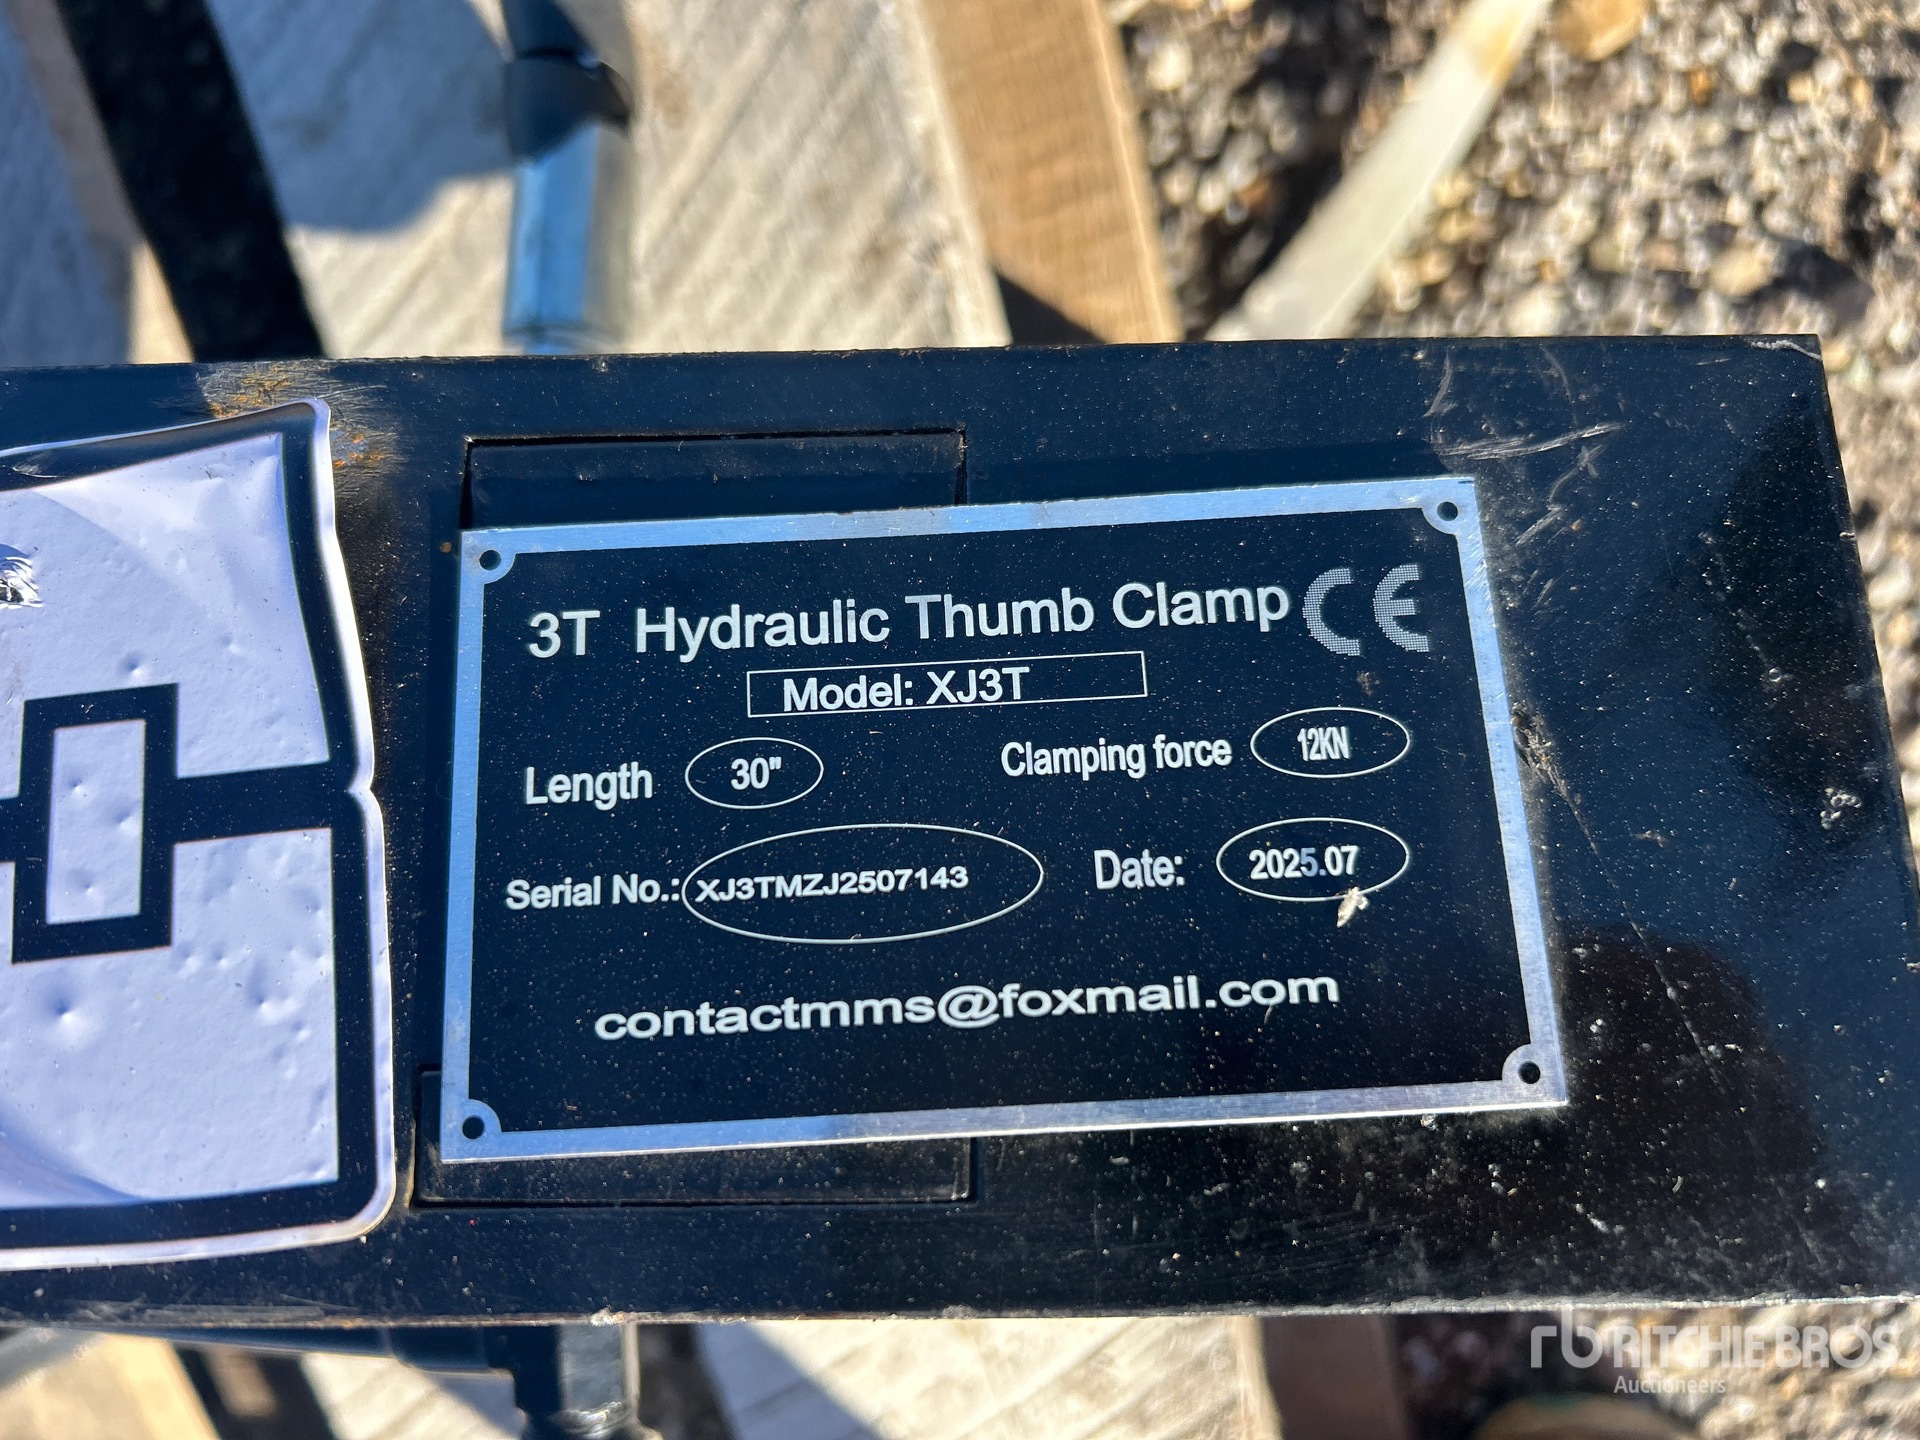 3T Hydraulic Thumb Clamp CE
Model: XJ3T
Length 30" Clamping force 12KN
Serial No.: XJ3TMZJ2507143 Date: 2025.07
contactmms@foxmail.com
rb RITCHIE BROS.
Auctioneers